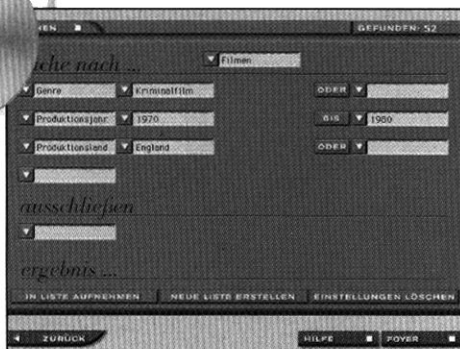 GEFUNDEN: 52
suche nach ...
Filmen
Genre Kriminalfilm ODER
Produktionsjahr 1970 BIS 1980
Produktionsland England ODER
ausschließen
ergebnis ...
IN LISTE AUFNEHMEN NEUE LISTE ERSTELLEN EINSTELLUNGEN LÖSCHEN
ZURÜCK HILFE FOYER